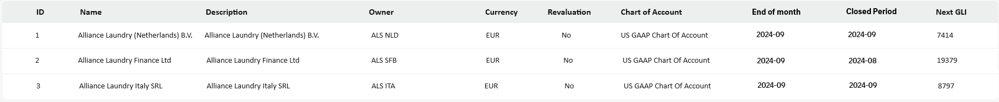 ID Name Description Owner Currency Revaluation Chart of Account End of month Closed Period Next GLI
1 Alliance Laundry (Netherlands) B.V. Alliance Laundry (Netherlands) B.V. ALS NLD EUR No US GAAP Chart Of Account 2024-09 2024-09 7414
2 Alliance Laundry Finance Ltd Alliance Laundry Finance Ltd ALS SFB EUR No US GAAP Chart Of Account 2024-09 2024-08 19379
3 Alliance Laundry Italy SRL Alliance Laundry Italy SRL ALS ITA EUR No US GAAP Chart Of Account 2024-09 2024-09 8797